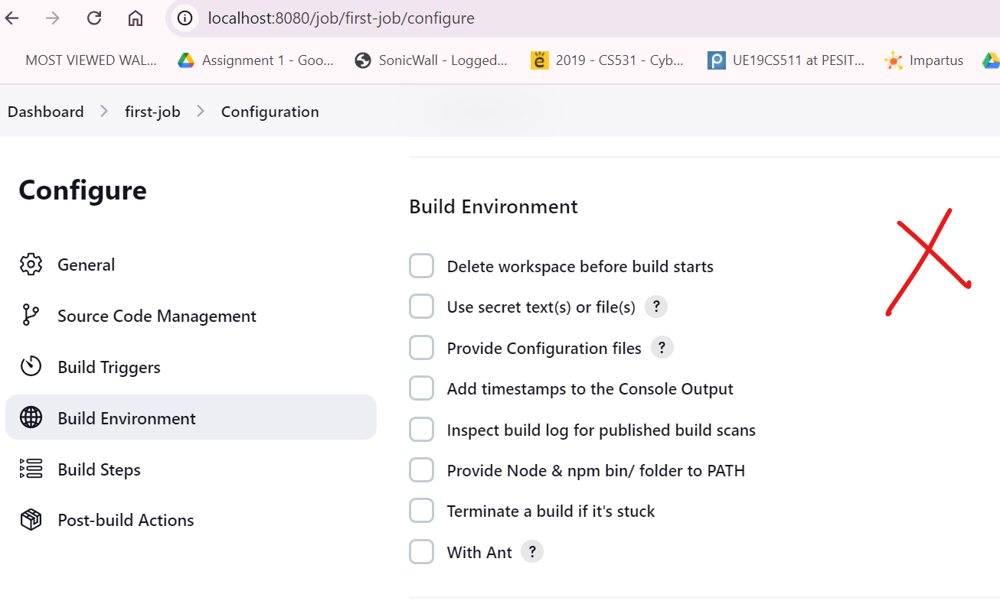 localhost:8080/job/first-job/configure
MOST VIEWED WAL... Assignment 1 - Goo... SonicWall - Logged... 2019 - CS531 - Cyb... UE19CS511 at PESIT... Impartus
Dashboard > first-job > Configuration
Configure
General
Source Code Management
Build Triggers
Build Environment
Build Steps
Post-build Actions
Build Environment
Delete workspace before build starts
Use secret text(s) or file(s) ?
Provide Configuration files ?
Add timestamps to the Console Output
Inspect build log for published build scans
Provide Node & npm bin/ folder to PATH
Terminate a build if it's stuck
With Ant ?